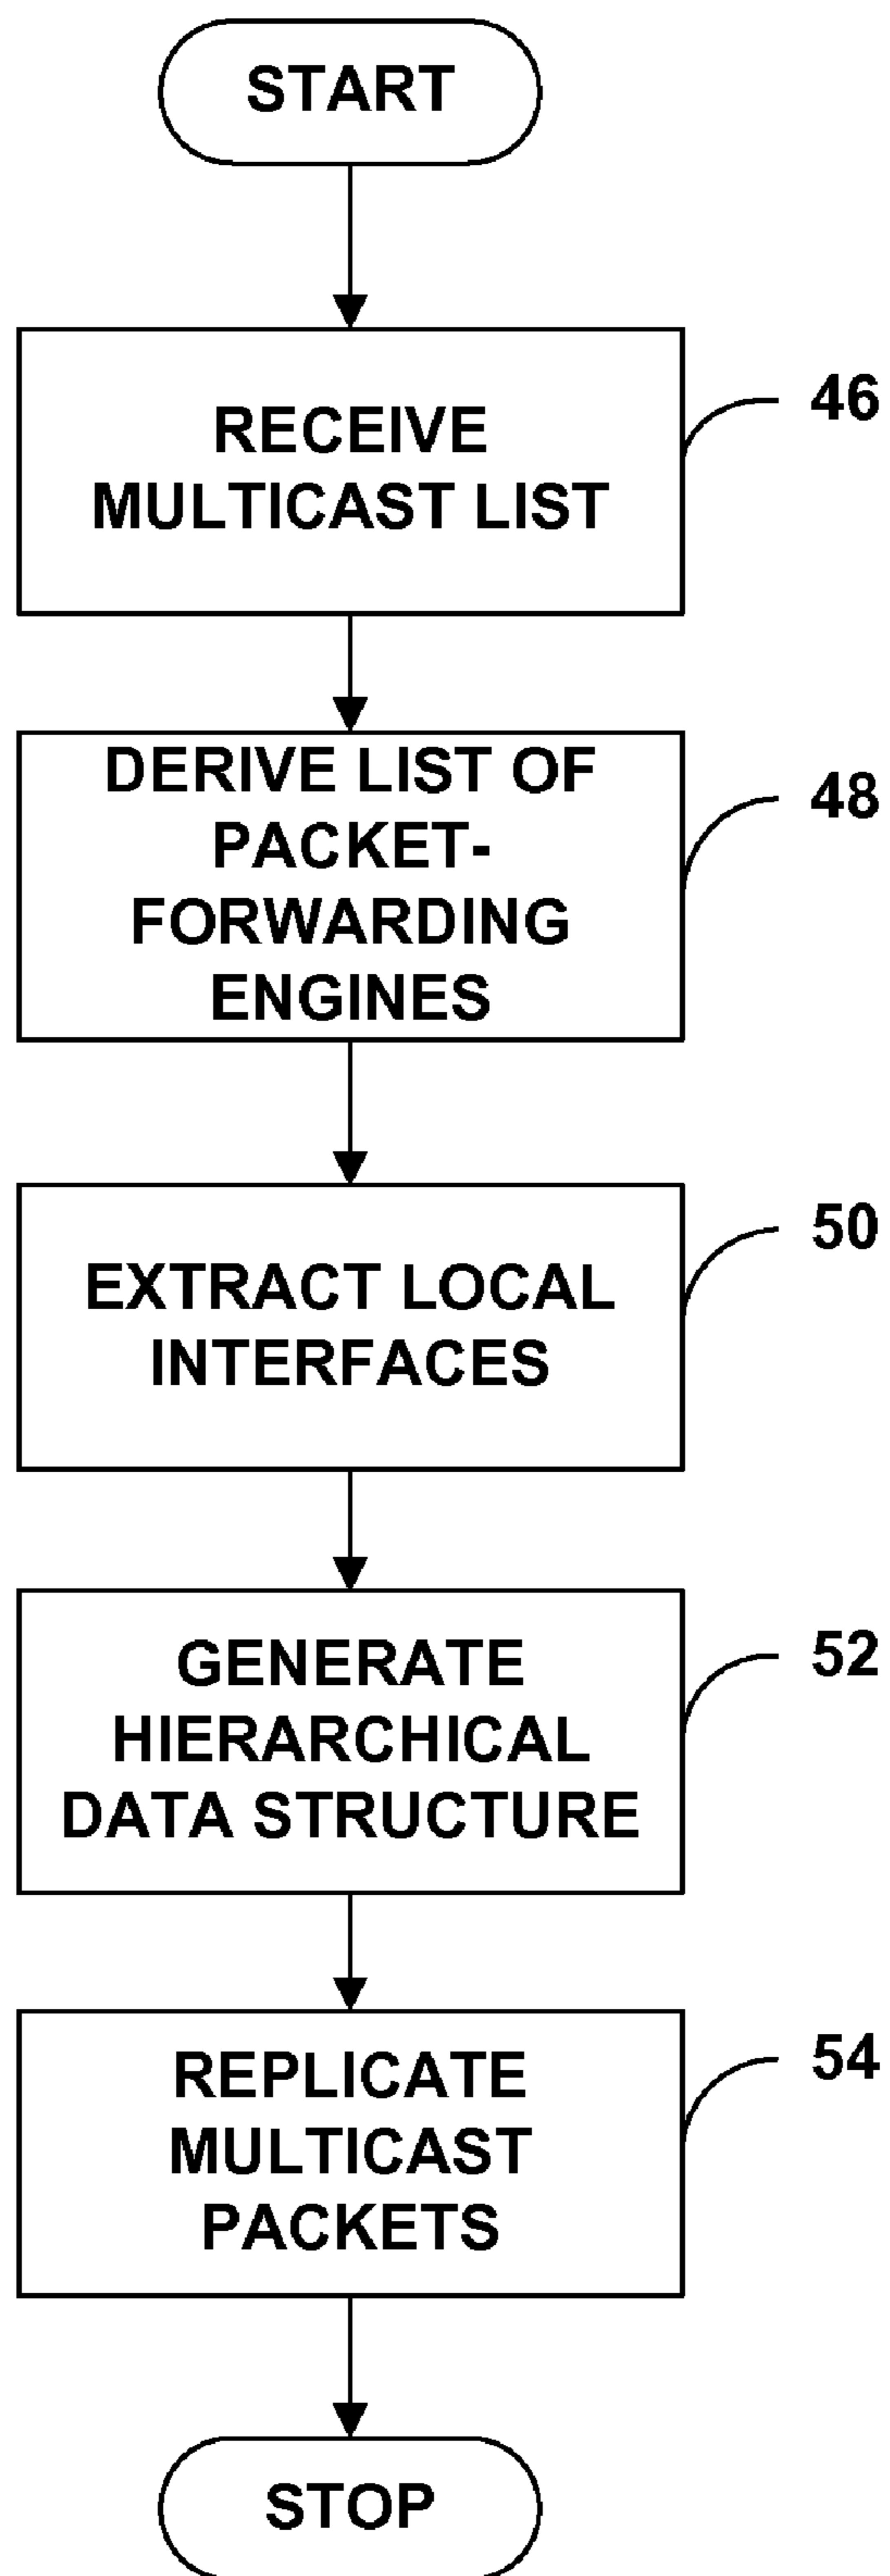 START
RECEIVE
MULTICAST LIST
46
DERIVE LIST OF
PACKET-
FORWARDING
ENGINES
48
EXTRACT LOCAL
INTERFACES
50
GENERATE
HIERARCHICAL
DATA STRUCTURE
52
REPLICATE
MULTICAST
PACKETS
54
STOP